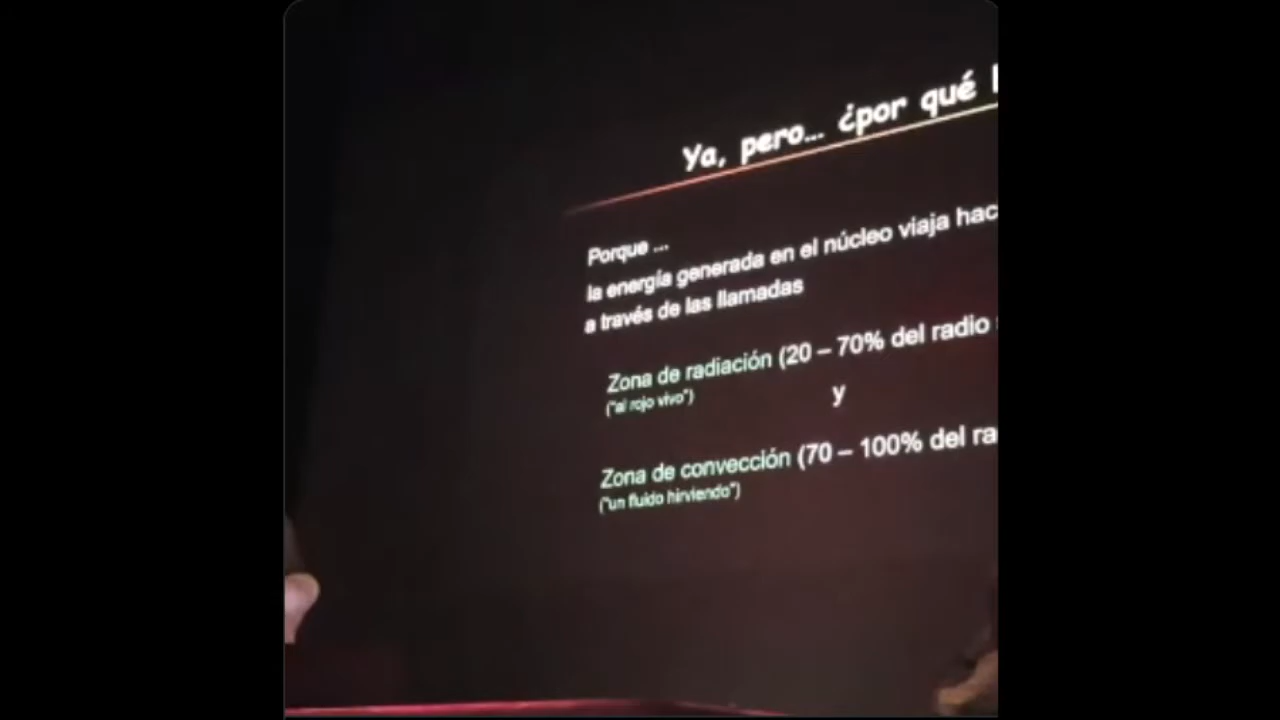 Ya, pero... ¿por qué
Porque ...
la energía generada en el núcleo viaja hac
a través de las llamadas
Zona de radiación (20 – 70% del radio
("al rojo vivo")
y
Zona de convección (70 – 100% del ra
("un fluido hirviendo")